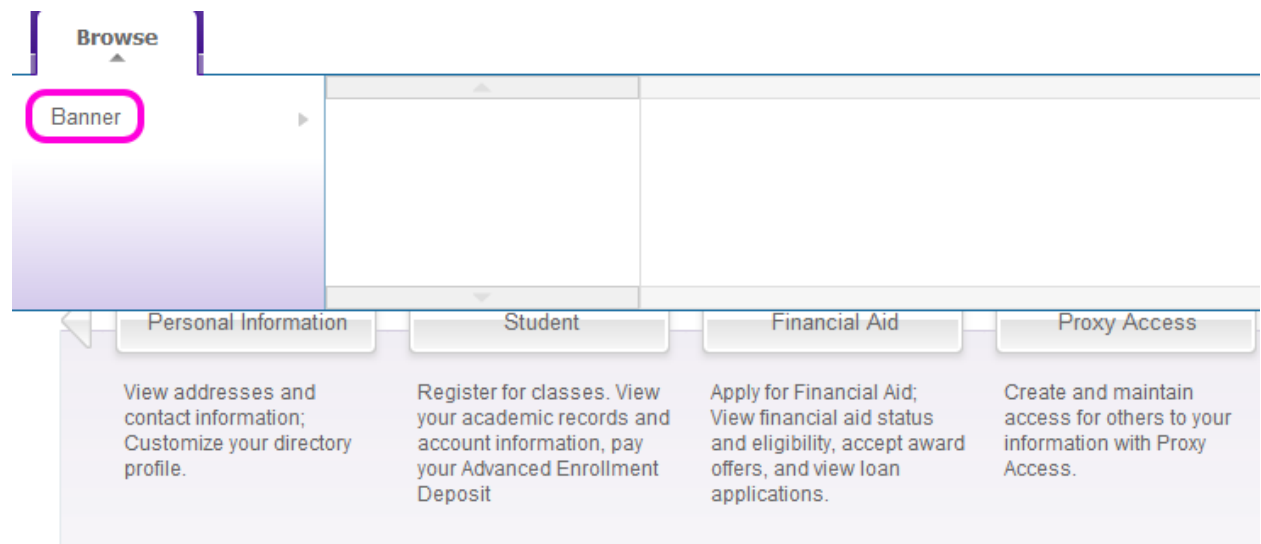 Browse
Banner
Personal Information
Student
Financial Aid
Proxy Access
View addresses and
contact information;
Customize your directory
profile.
Register for classes. View
your academic records and
account information, pay
your Advanced Enrollment
Deposit
Apply for Financial Aid;
View financial aid status
and eligibility, accept award
offers, and view loan
applications.
Create and maintain
access for others to your
information with Proxy
Access.